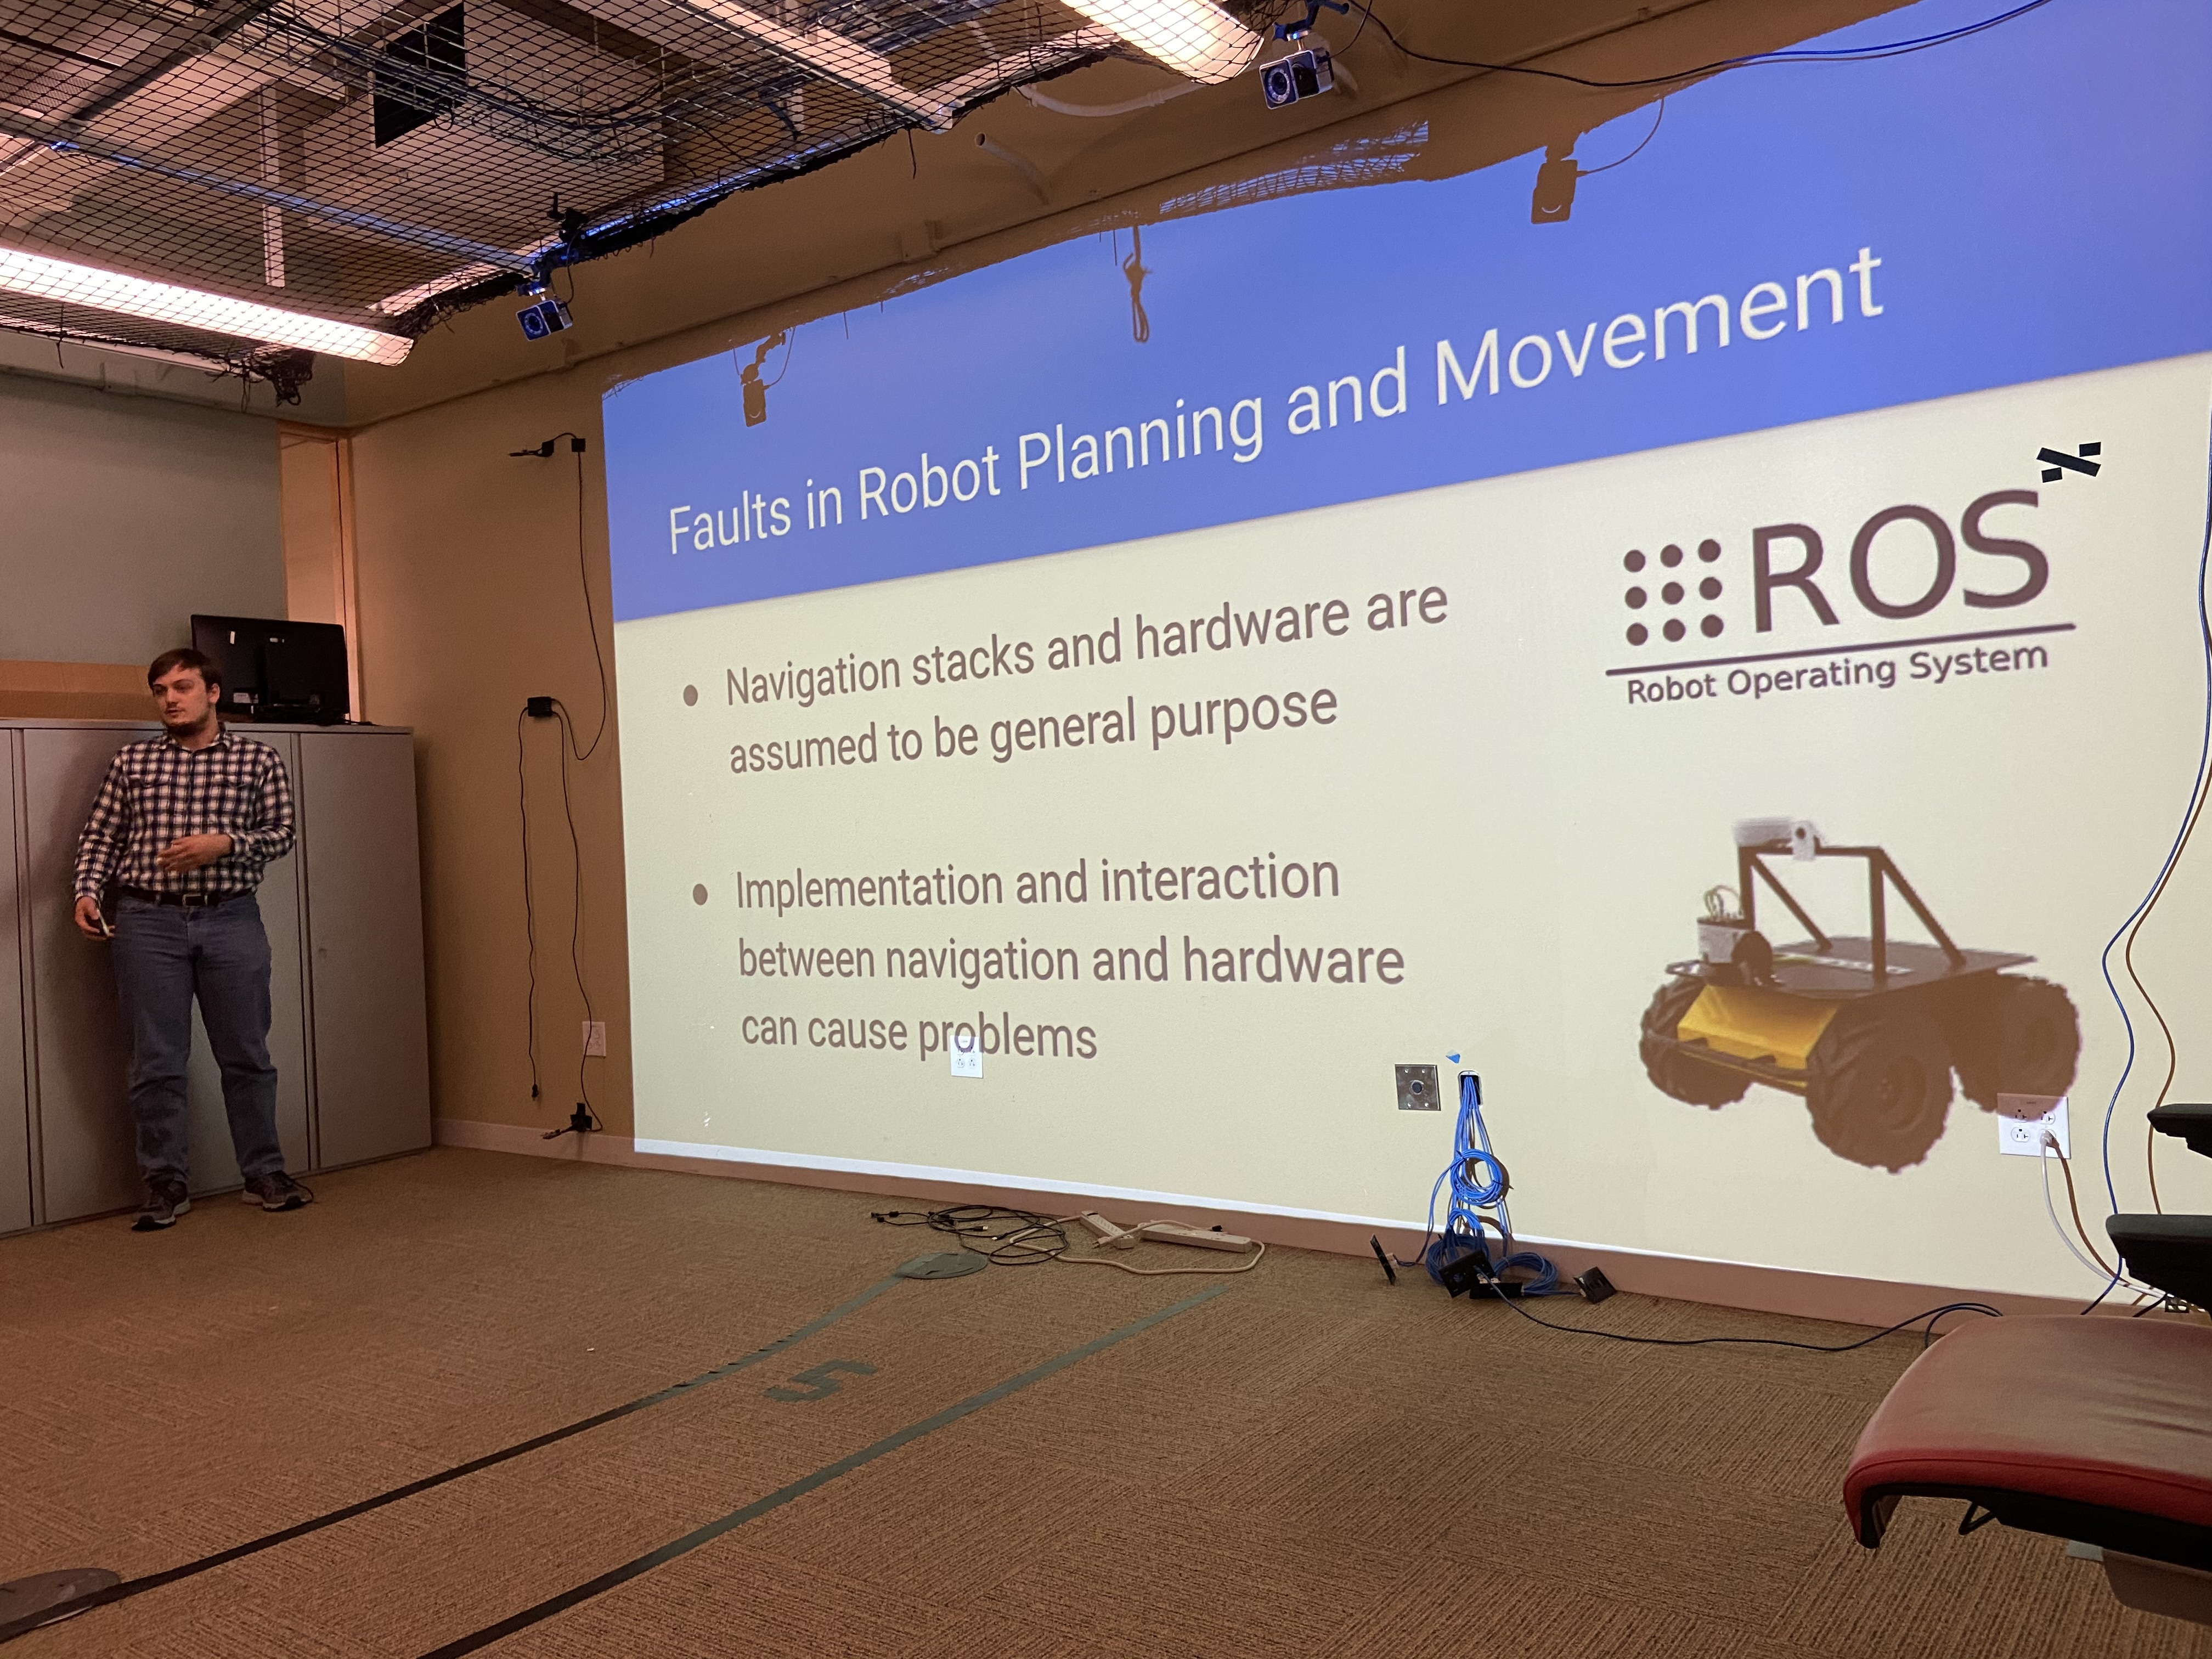 Faults in Robot Planning and Movement
Navigation stacks and hardware are
assumed to be general purpose
Implementation and interaction
between navigation and hardware
can cause problems
ROS
Robot Operating System
5